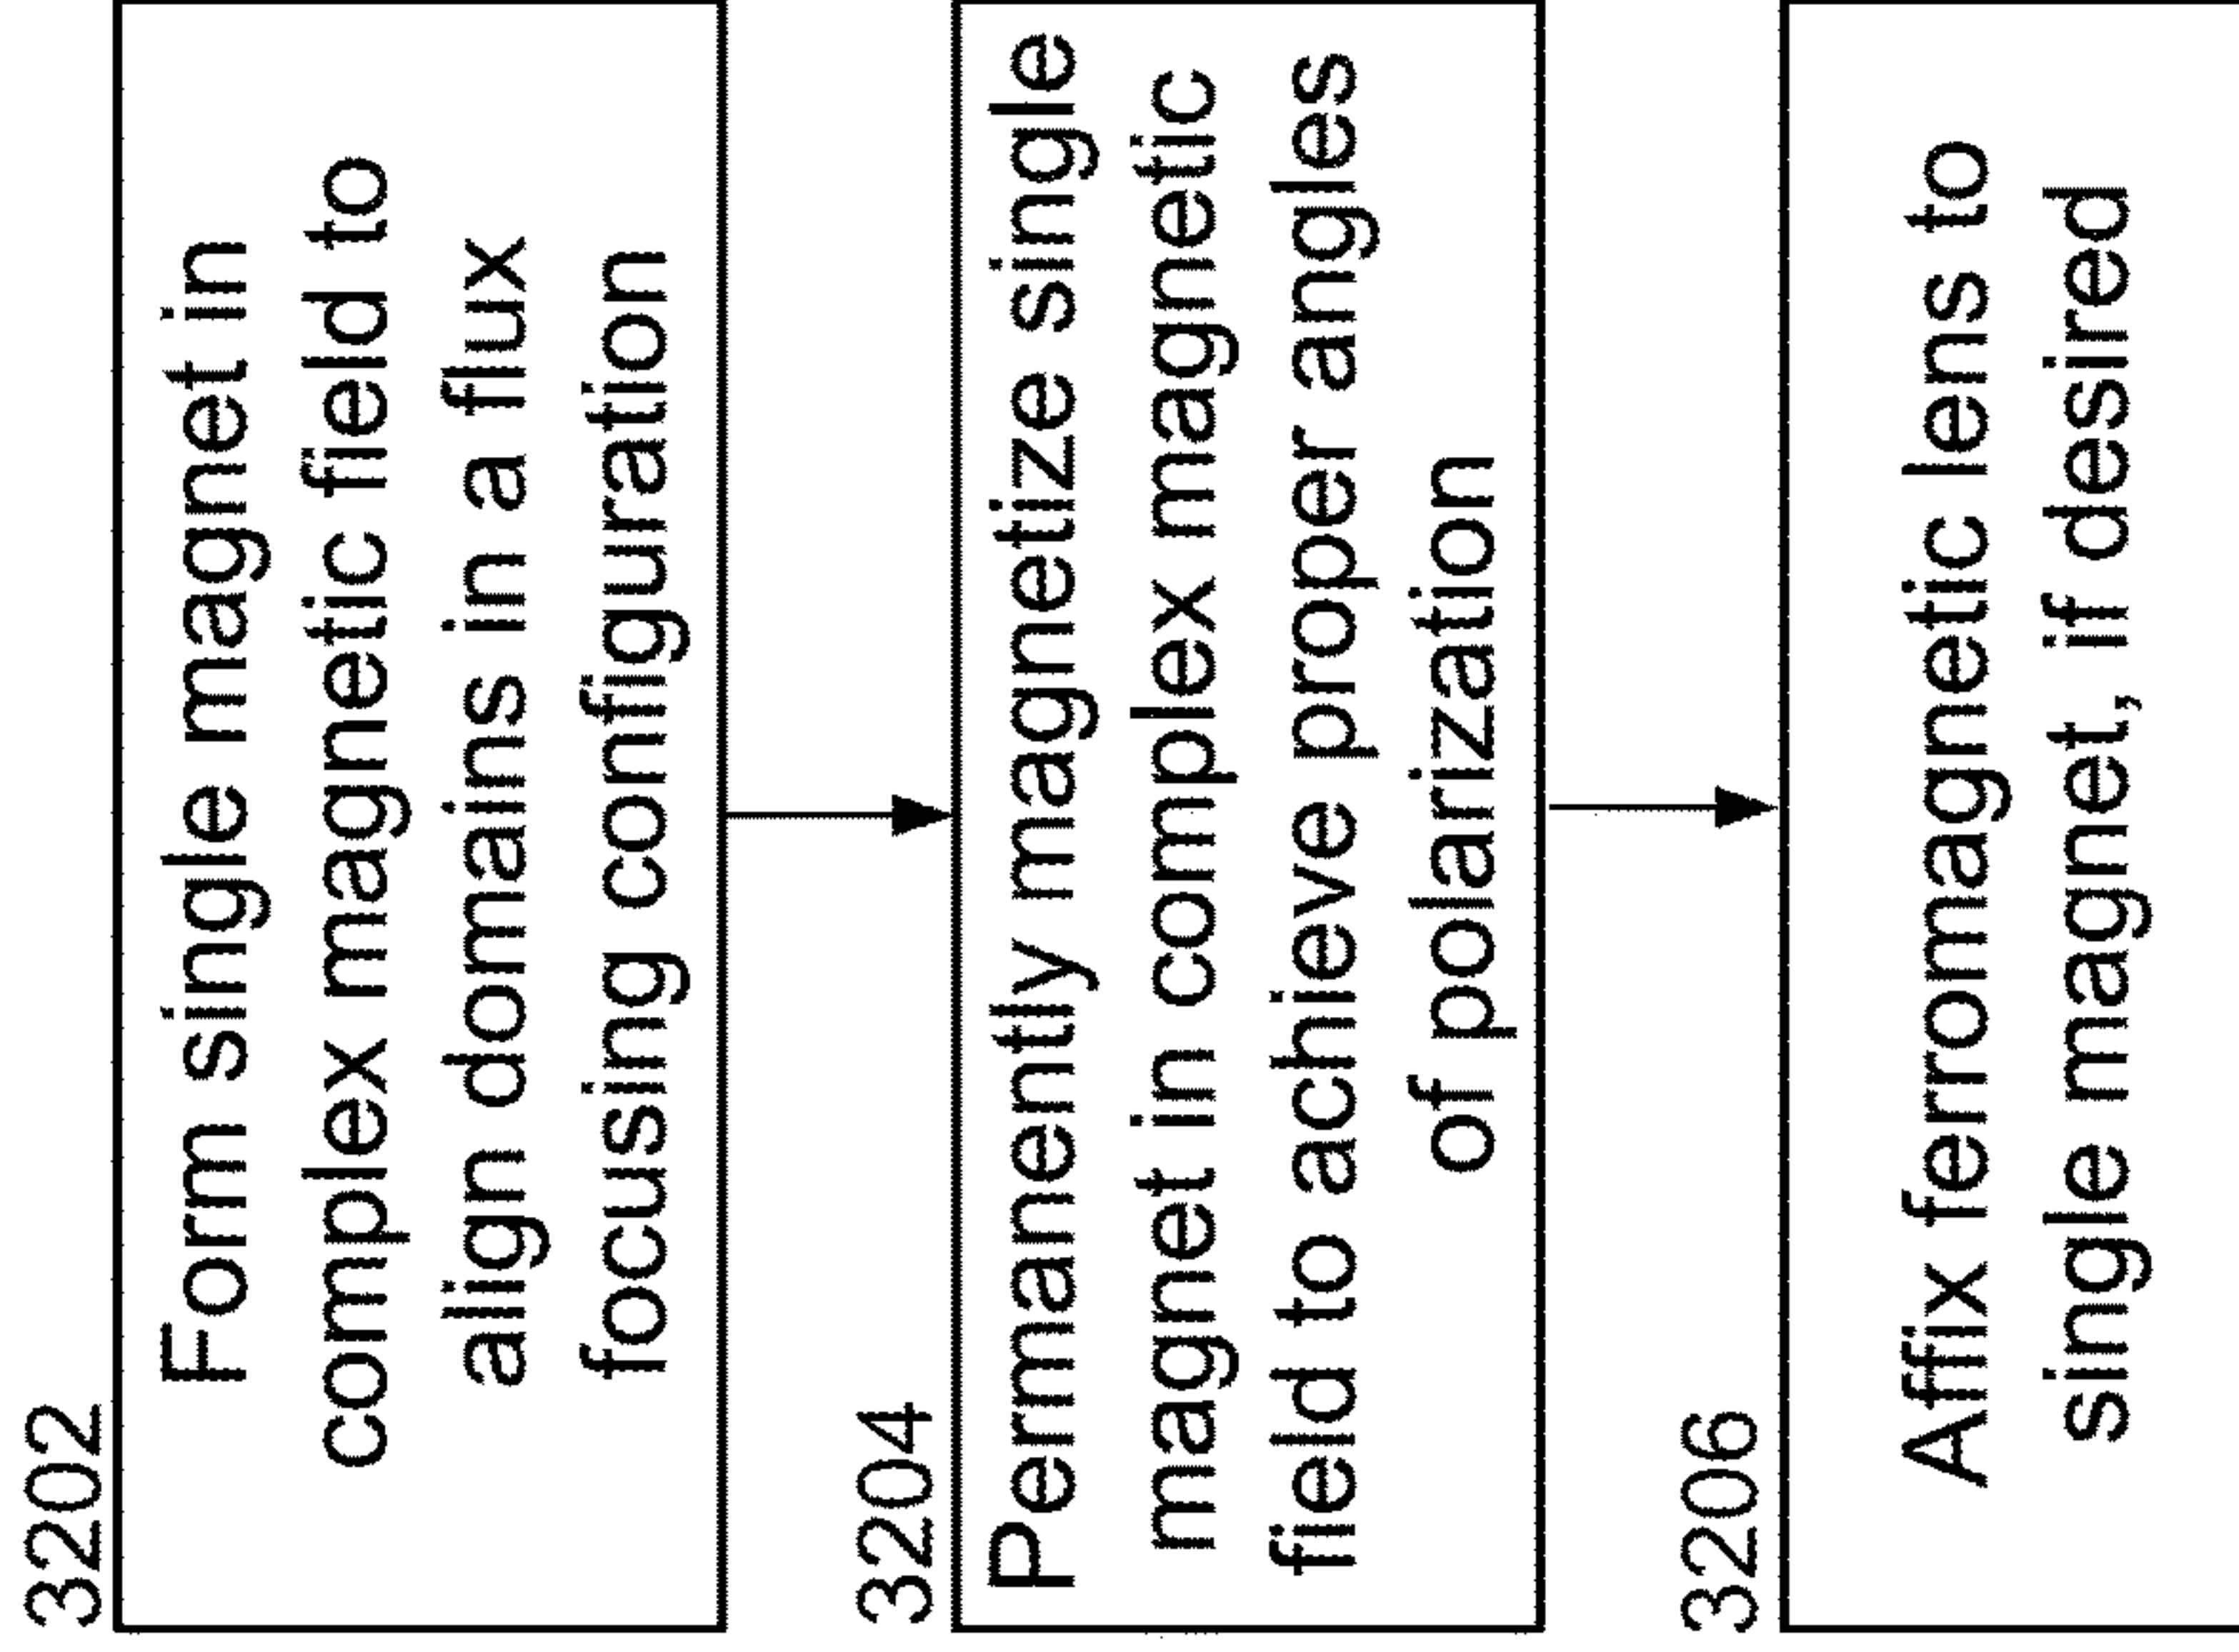 3202
Form single magnet in
complex magnetic field to
align domains in a flux
focusing configuration
3204
Permanently magnetize single
magnet in complex magnetic
field to achieve proper angles
of polarization
3206
Affix ferromagnetic lens to
single magnet, if desired